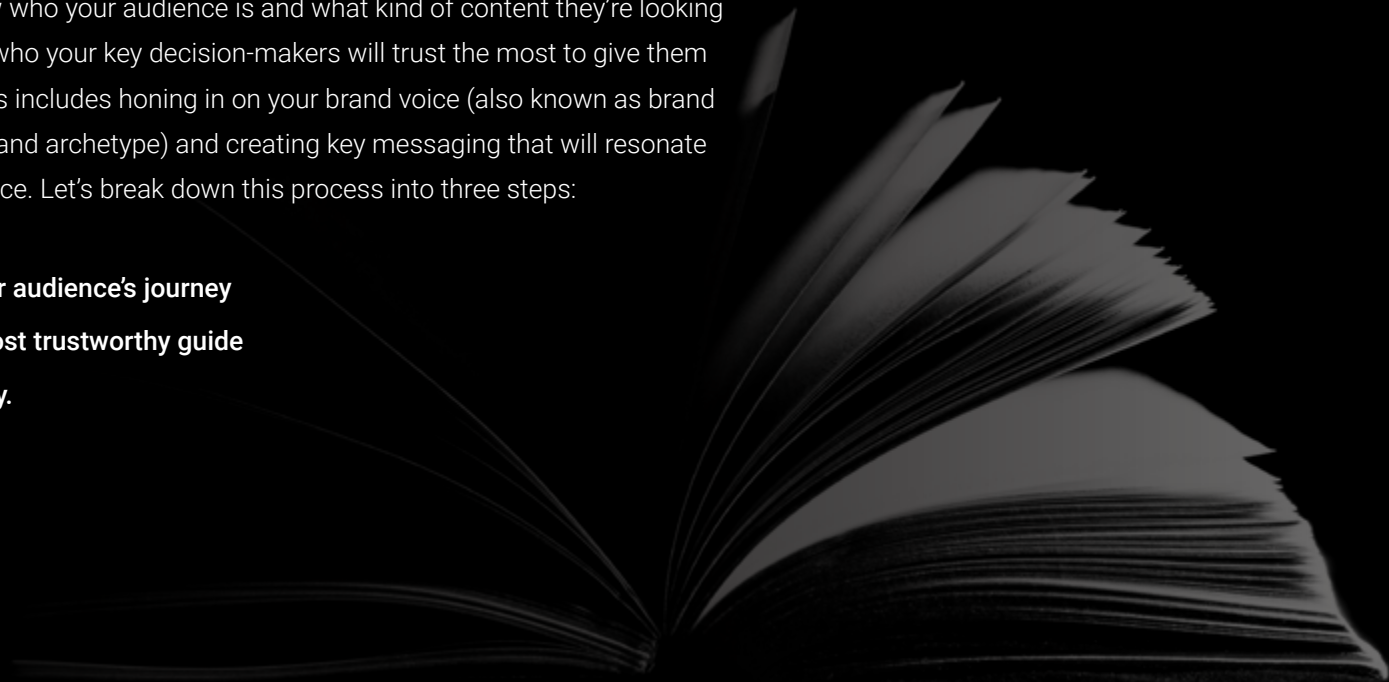 who your audience is and what kind of content they're looking
who your key decision-makers will trust the most to give them
s includes honing in on your brand voice (also known as brand
and archetype) and creating key messaging that will resonate
ce. Let's break down this process into three steps:
r audience's journey
ost trustworthy guide
y.